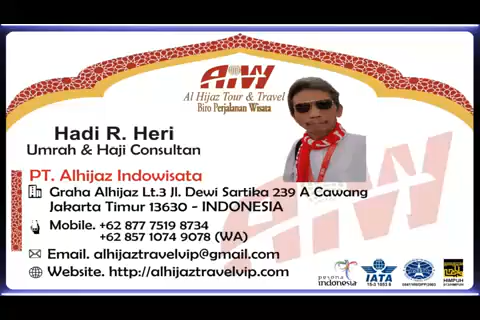 AIW
Al Hijaz Tour & Travel
Biro Perjalanan Wisata
Hadi R. Heri
Umrah & Haji Consultan
PT. Alhijaz Indowisata
Graha Alhijaz Lt.3 Jl. Dewi Sartika 239 A Cawang
Jakarta Timur 13630 - INDONESIA
Mobile. +62 877 7519 8734
+62 857 1074 9078 (WA)
Email. alhijaztravelvip@gmail.com
Website. http://alhijaztravelvip.com
pesona
indonesia
IATA
HIMPUH